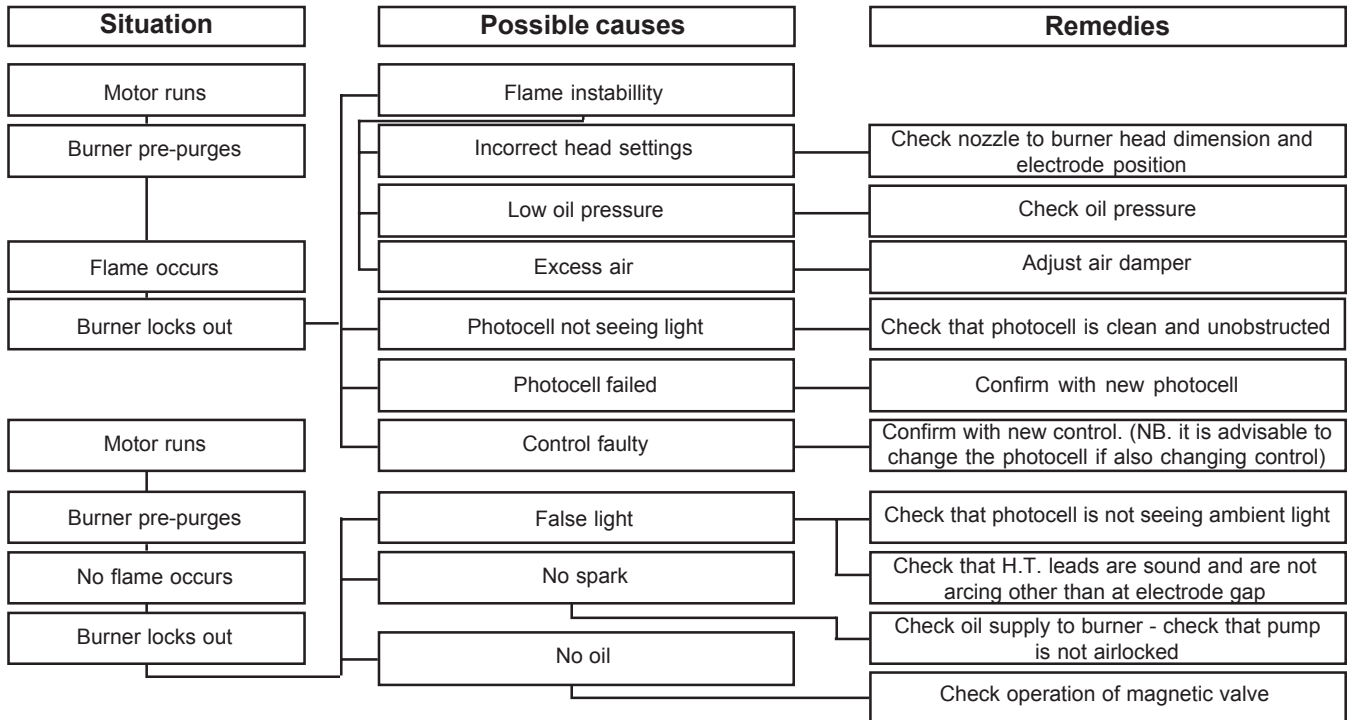 Situation
Possible causes
Remedies
Motor runs
Burner pre-purges
Flame occurs
Burner locks out
Flame instabillity
Incorrect head settings
Check nozzle to burner head dimension and
electrode position
Low oil pressure
Check oil pressure
Excess air
Adjust air damper
Photocell not seeing light
Check that photocell is clean and unobstructed
Photocell failed
Confirm with new photocell
Control faulty
Confirm with new control. (NB. it is advisable to
change the photocell if also changing control)
Motor runs
Burner pre-purges
No flame occurs
Burner locks out
False light
Check that photocell is not seeing ambient light
Check that H.T. leads are sound and are not
arcing other than at electrode gap
No spark
Check oil supply to burner - check that pump
is not airlocked
No oil
Check operation of magnetic valve